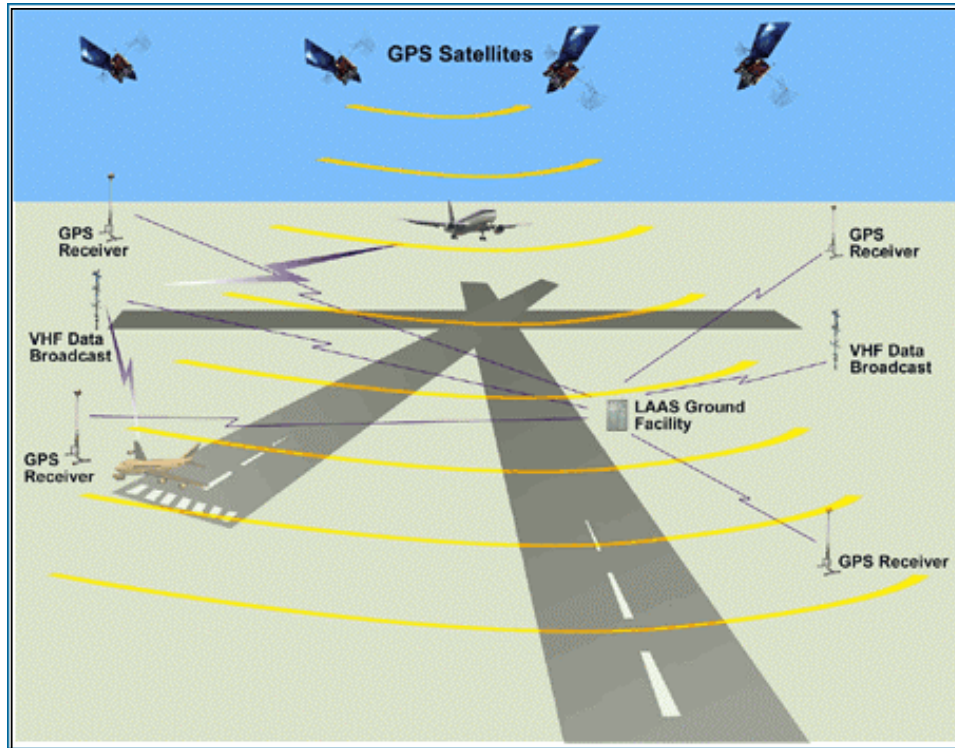 GPS Satellites
GPS
Receiver
GPS
Receiver
VHF Data
Broadcast
VHF Data
Broadcast
LAAS Ground
Facility
GPS
Receiver
GPS Receiver